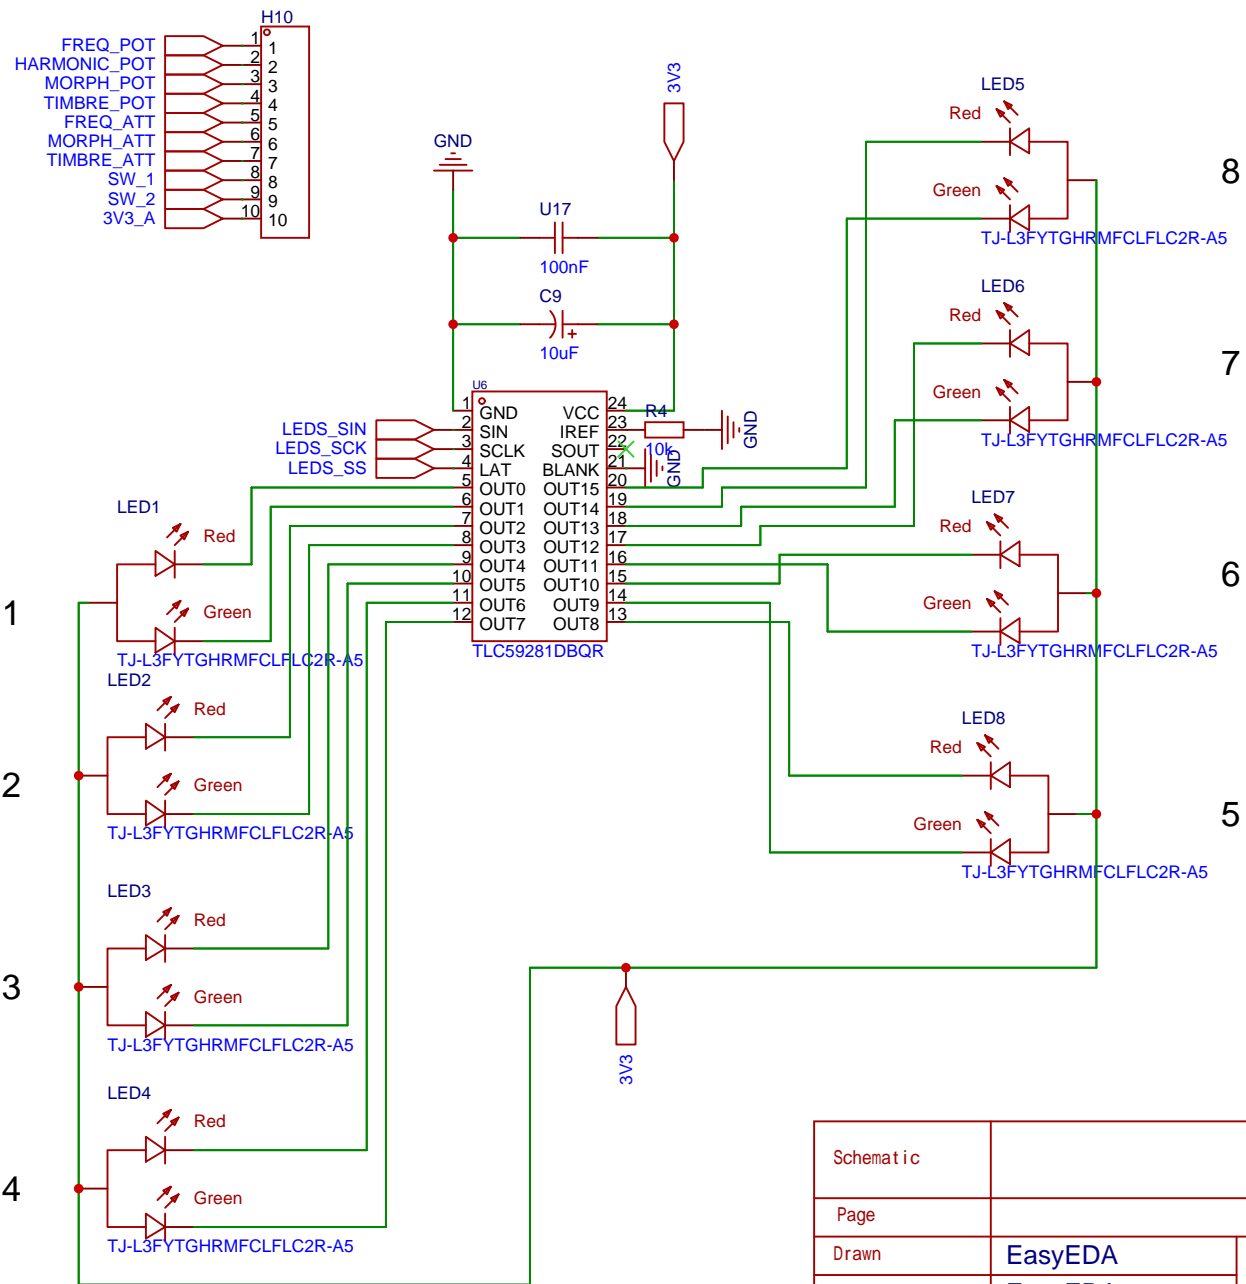 H10
FREQ_POT 1 1
HARMONIC_POT 2 2
MORPH_POT 3 3
TIMBRE_POT 4 4
FREQ_ATT 5 5
MORPH_ATT 6 6
TIMBRE_ATT 7 7
SW_1 8 8
SW_2 9 9
3V3_A 10 10
GND
3V3
U17
100nF
C9
+
10uF
U6
1 GND VCC 24
LEDS_SIN 2 SIN IREF 23 R4 10k GND
LEDS_SCK 3 SCLK SOUT 22
LEDS_SS 4 LAT BLANK 21 GND
5 OUT0 OUT15 20
6 OUT1 OUT14 19
7 OUT2 OUT13 18
8 OUT3 OUT12 17
9 OUT4 OUT11 16
10 OUT5 OUT10 15
11 OUT6 OUT9 14
12 OUT7 OUT8 13
TLC59281DBQR
LED1
Red
Green
1
TJ-L3FYTGHRMFCLFLC2R-A5
LED2
Red
Green
2
TJ-L3FYTGHRMFCLFLC2R-A5
LED3
Red
Green
3
TJ-L3FYTGHRMFCLFLC2R-A5
LED4
Red
Green
4
TJ-L3FYTGHRMFCLFLC2R-A5
LED5
Red
8
Green
TJ-L3FYTGHRMFCLFLC2R-A5
LED6
Red
7
Green
TJ-L3FYTGHRMFCLFLC2R-A5
LED7
Red
6
Green
TJ-L3FYTGHRMFCLFLC2R-A5
LED8
Red
5
Green
TJ-L3FYTGHRMFCLFLC2R-A5
3V3
Schematic
Page
Drawn EasyEDA